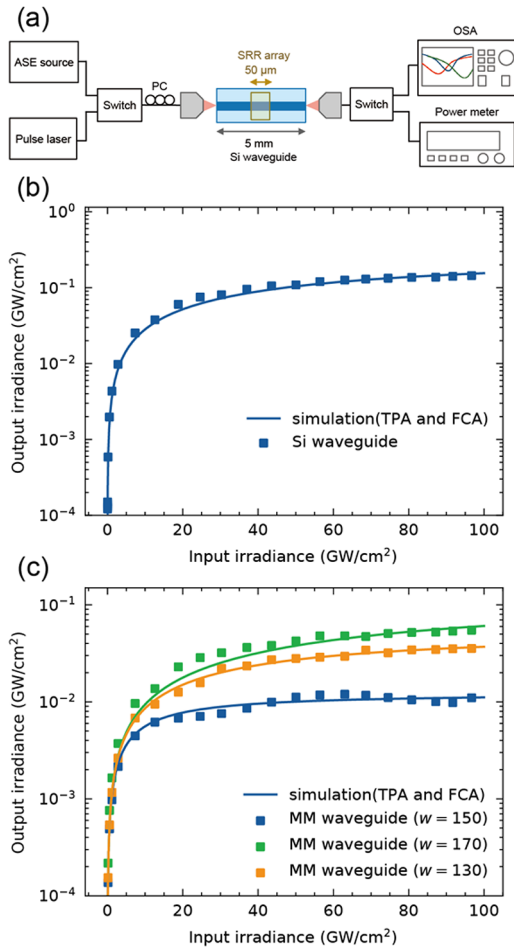 (a)
ASE source
Pulse laser
Switch
PC
SRR array
50 μm
5 mm
Si waveguide
Switch
OSA
Power meter
(b)
Output irradiance (GW/cm²)
10⁰
10⁻¹
10⁻²
10⁻³
10⁻⁴
simulation(TPA and FCA)
Si waveguide
0 20 40 60 80 100
Input irradiance (GW/cm²)
(c)
Output irradiance (GW/cm²)
10⁻¹
10⁻²
10⁻³
10⁻⁴
simulation(TPA and FCA)
MM waveguide (w = 150)
MM waveguide (w = 170)
MM waveguide (w = 130)
0 20 40 60 80 100
Input irradiance (GW/cm²)